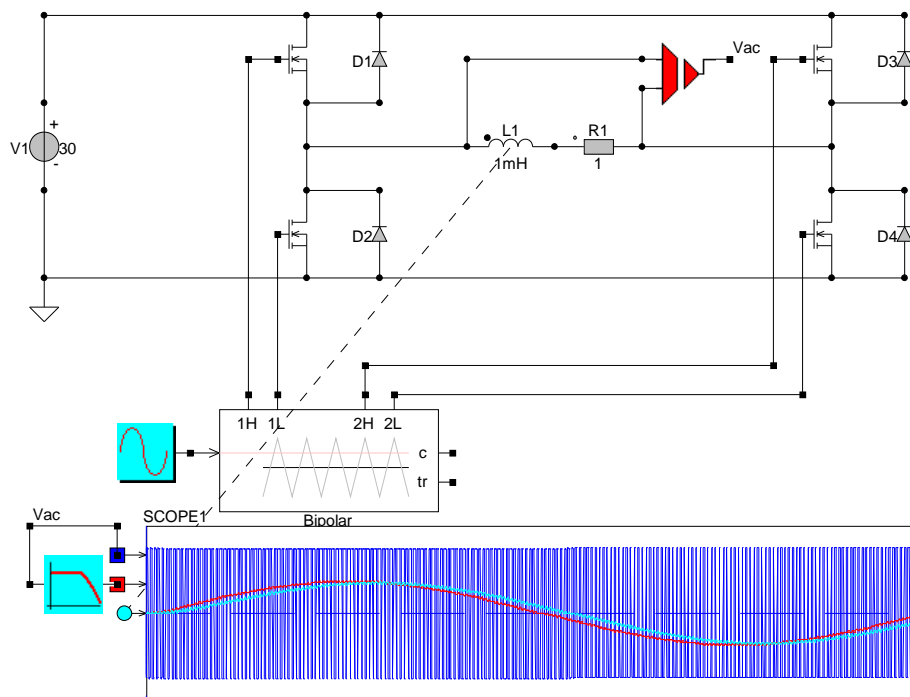 Vac
D1
D3
+
V1 30
-
L1
R1
1mH
1
D2
D4
1H 1L 2H 2L
c
tr
Bipolar
Vac
SCOPE1